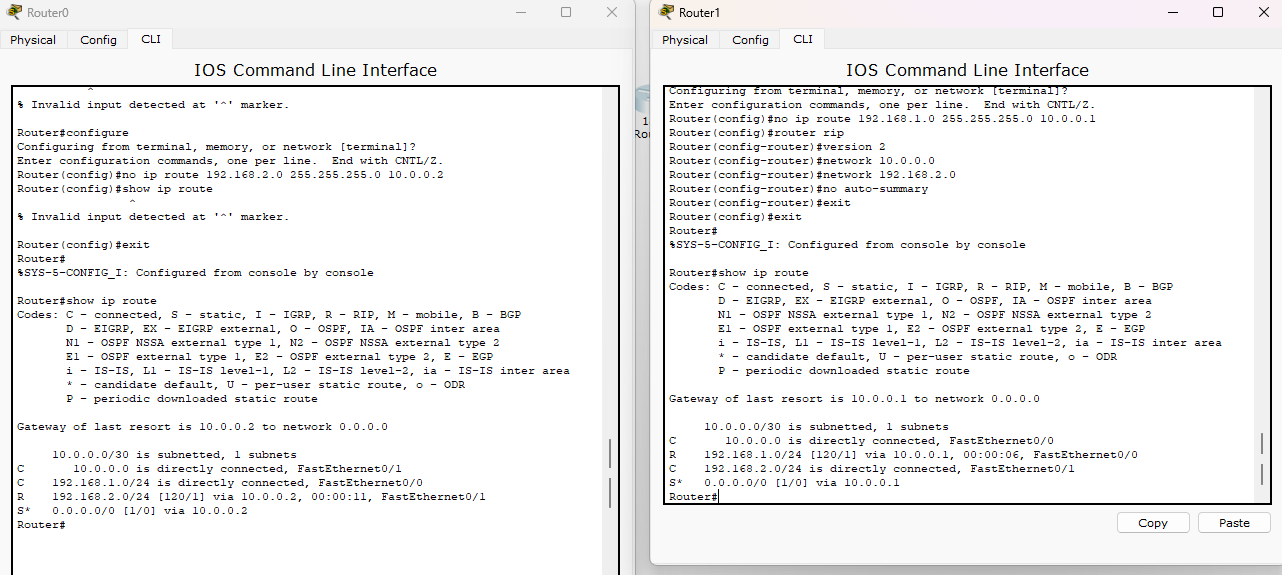 Router0
Physical Config CLI
IOS Command Line Interface
^
% Invalid input detected at '^' marker.
Router#configure
Configuring from terminal, memory, or network [terminal]?
Enter configuration commands, one per line.  End with CNTL/Z.
Router(config)#no ip route 192.168.2.0 255.255.255.0 10.0.0.2
Router(config)#show ip route
^
% Invalid input detected at '^' marker.
Router(config)#exit
Router#
%SYS-5-CONFIG_I: Configured from console by console
Router#show ip route
Codes: C - connected, S - static, I - IGRP, R - RIP, M - mobile, B - BGP
D - EIGRP, EX - EIGRP external, O - OSPF, IA - OSPF inter area
N1 - OSPF NSSA external type 1, N2 - OSPF NSSA external type 2
E1 - OSPF external type 1, E2 - OSPF external type 2, E - EGP
i - IS-IS, L1 - IS-IS level-1, L2 - IS-IS level-2, ia - IS-IS inter area
* - candidate default, U - per-user static route, o - ODR
P - periodic downloaded static route
Gateway of last resort is 10.0.0.2 to network 0.0.0.0
10.0.0.0/30 is subnetted, 1 subnets
C 10.0.0.0 is directly connected, FastEthernet0/1
C 192.168.1.0/24 is directly connected, FastEthernet0/0
R 192.168.2.0/24 [120/1] via 10.0.0.2, 00:00:11, FastEthernet0/1
S* 0.0.0.0/0 [1/0] via 10.0.0.2
Router#
1
Rou
Router1
Physical Config CLI
IOS Command Line Interface
Configuring from terminal, memory, or network [terminal]?
Enter configuration commands, one per line.  End with CNTL/Z.
Router(config)#no ip route 192.168.1.0 255.255.255.0 10.0.0.1
Router(config)#router rip
Router(config-router)#version 2
Router(config-router)#network 10.0.0.0
Router(config-router)#network 192.168.2.0
Router(config-router)#no auto-summary
Router(config-router)#exit
Router(config)#exit
Router#
%SYS-5-CONFIG_I: Configured from console by console
Router#show ip route
Codes: C - connected, S - static, I - IGRP, R - RIP, M - mobile, B - BGP
D - EIGRP, EX - EIGRP external, O - OSPF, IA - OSPF inter area
N1 - OSPF NSSA external type 1, N2 - OSPF NSSA external type 2
E1 - OSPF external type 1, E2 - OSPF external type 2, E - EGP
i - IS-IS, L1 - IS-IS level-1, L2 - IS-IS level-2, ia - IS-IS inter area
* - candidate default, U - per-user static route, o - ODR
P - periodic downloaded static route
Gateway of last resort is 10.0.0.1 to network 0.0.0.0
10.0.0.0/30 is subnetted, 1 subnets
C 10.0.0.0 is directly connected, FastEthernet0/0
R 192.168.1.0/24 [120/1] via 10.0.0.1, 00:00:06, FastEthernet0/0
C 192.168.2.0/24 is directly connected, FastEthernet0/1
S* 0.0.0.0/0 [1/0] via 10.0.0.1
Router#
Copy Paste